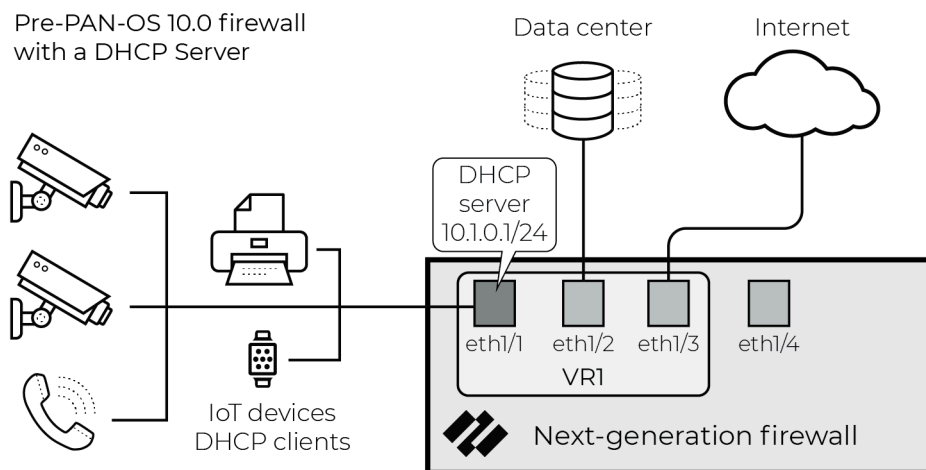 Pre-PAN-OS 10.0 firewall
with a DHCP Server
Data center
Internet
DHCP
server
10.1.0.1/24
eth1/1
eth1/2
eth1/3
eth1/4
VR1
IoT devices
DHCP clients
Next-generation firewall